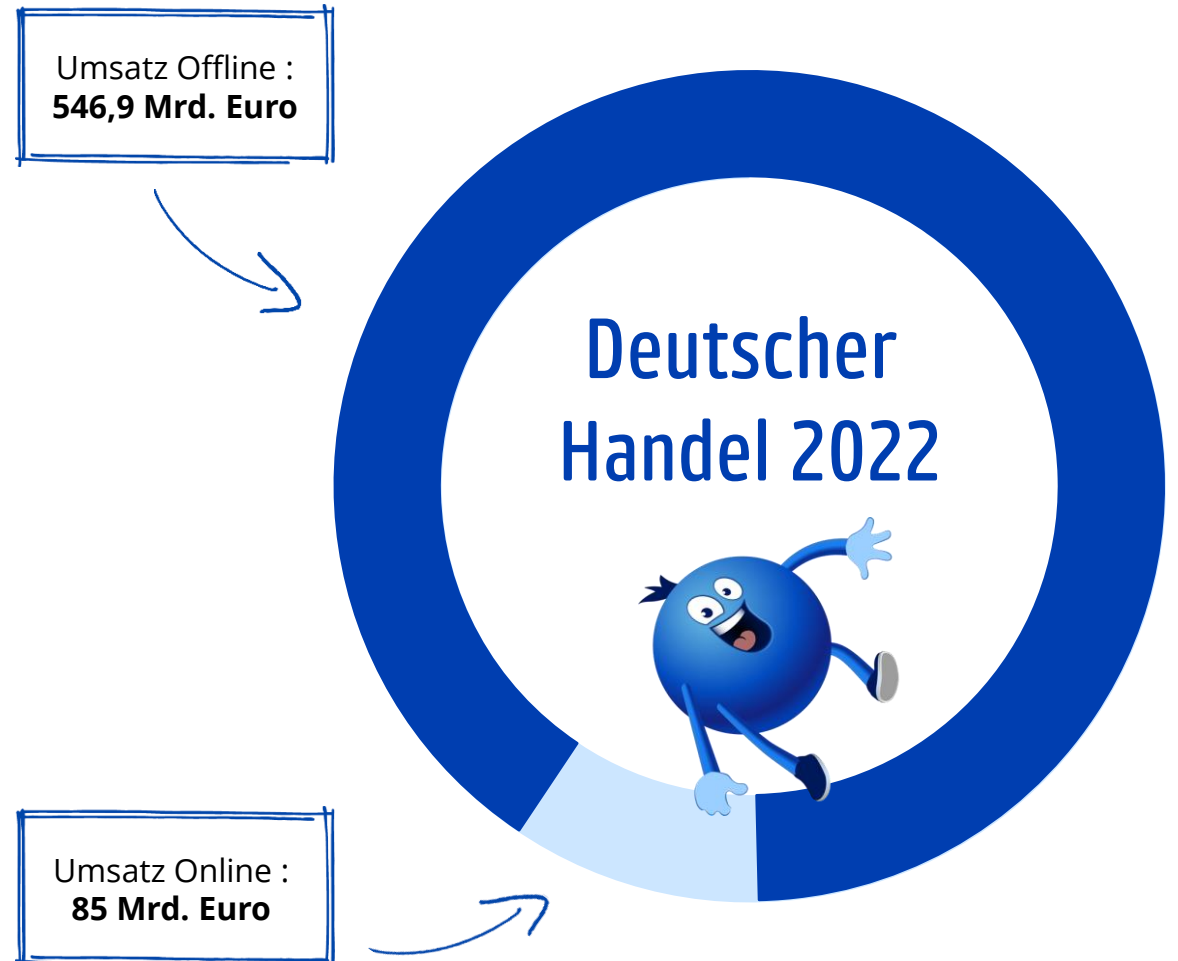 Umsatz Offline :
546,9 Mrd. Euro
Deutscher
Handel 2022
Umsatz Online :
85 Mrd. Euro